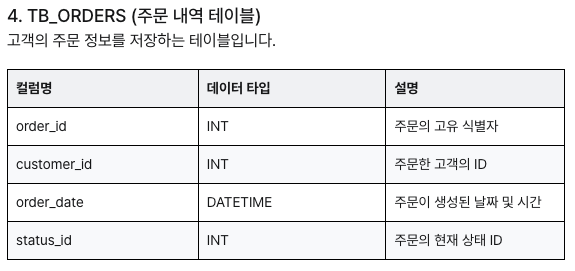 4. TB_ORDERS (주문 내역 테이블)
고객의 주문 정보를 저장하는 테이블입니다.
컬럼명 데이터 타입 설명
order_id INT 주문의 고유 식별자
customer_id INT 주문한 고객의 ID
order_date DATETIME 주문이 생성된 날짜 및 시간
status_id INT 주문의 현재 상태 ID